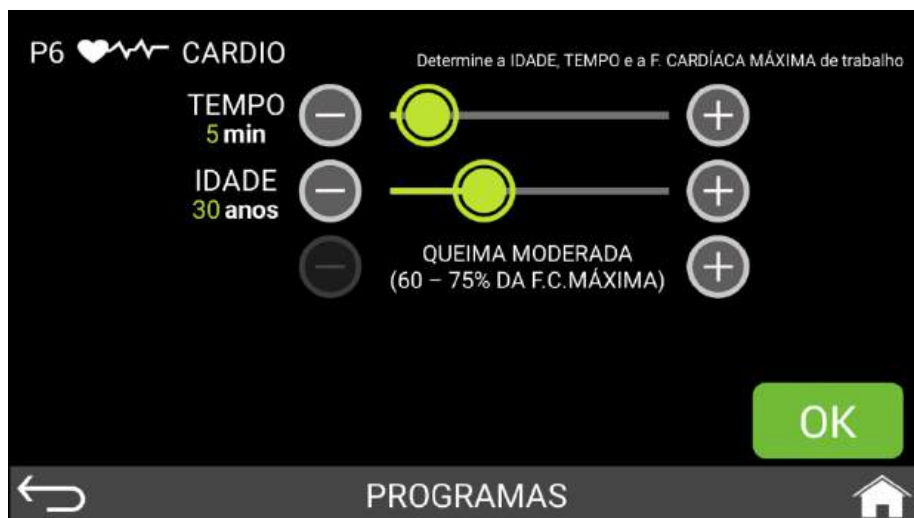 P6 CARDIO
Determine a IDADE, TEMPO e a F. CARDÍACA MÁXIMA de trabalho
TEMPO
5 min
IDADE
30 anos
QUEIMA MODERADA
(60 – 75% DA F.C.MÁXIMA)
OK
PROGRAMAS